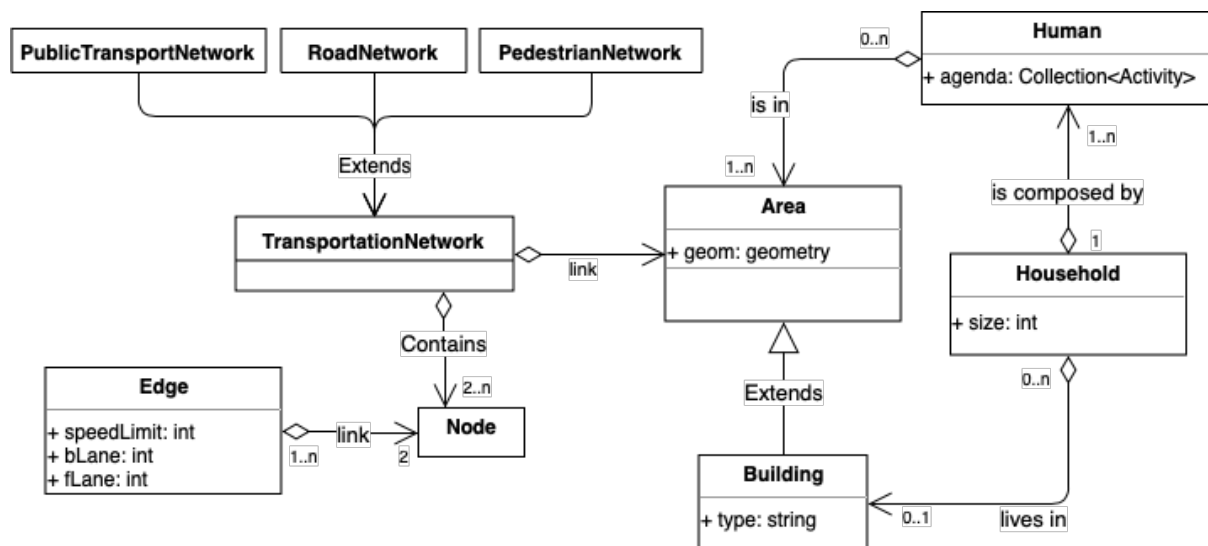 PublicTransportNetwork
RoadNetwork
PedestrianNetwork
Human
+ agenda: Collection<Activity>
0..n
is in
1..n
Extends
1..n
is composed by
1
TransportationNetwork
link
Area
+ geom: geometry
Household
+ size: int
Contains
2..n
Extends
0..n
Edge
+ speedLimit: int
+ bLane: int
+ fLane: int
1..n
link
2
Node
Building
+ type: string
0..1
lives in